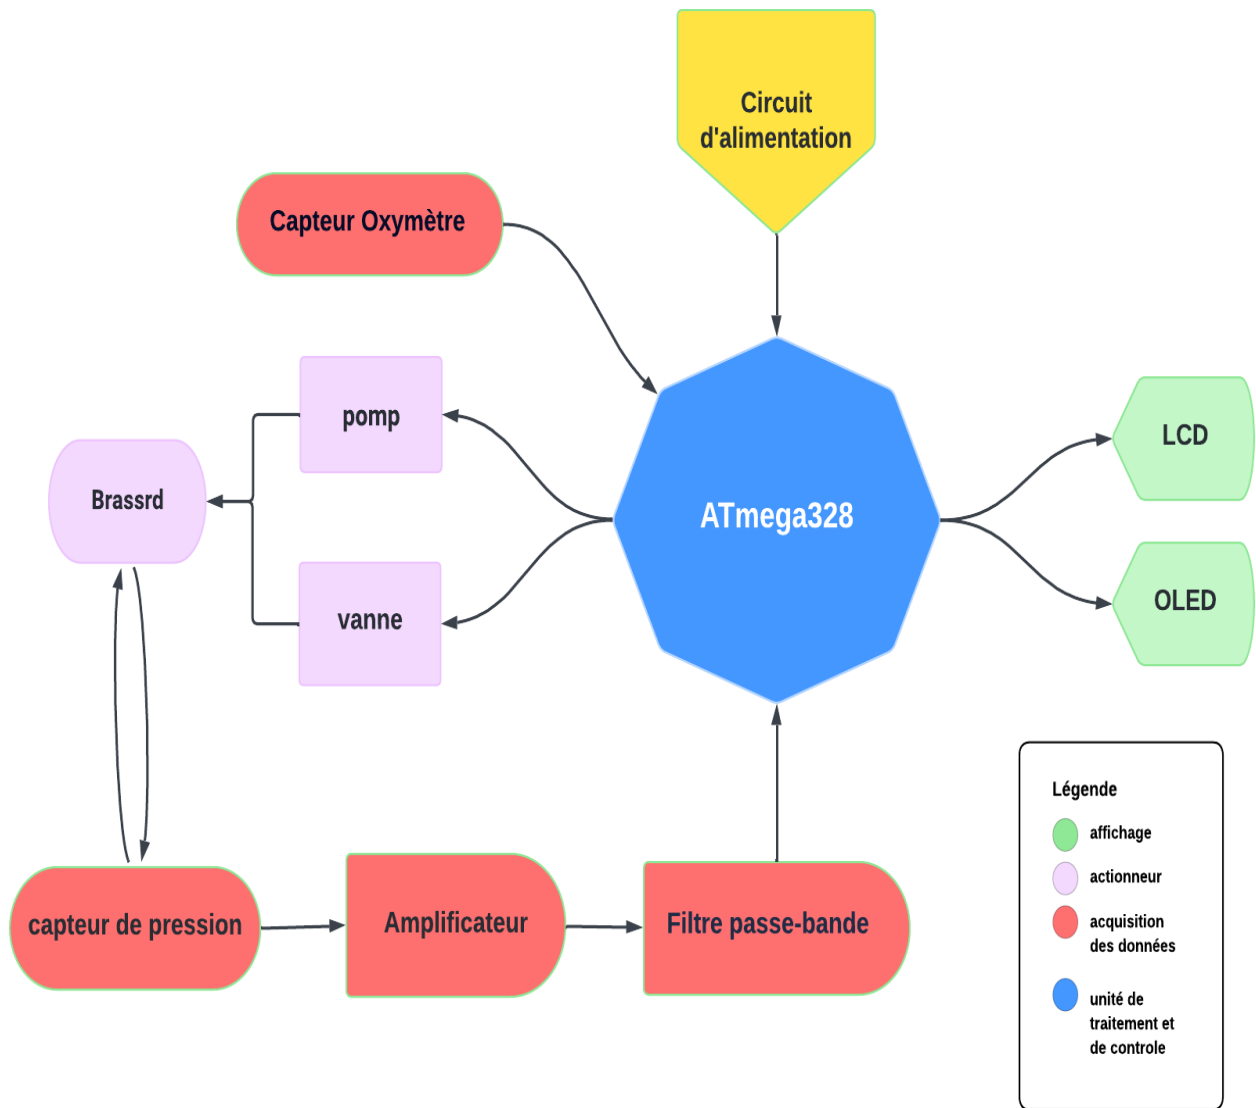 Circuit
d'alimentation
Capteur Oxymètre
pomp
Brassrd
ATmega328
LCD
OLED
vanne
capteur de pression
Amplificateur
Filtre passe-bande
Légende
affichage
actionneur
acquisition
des données
unité de
traitement et
de controle